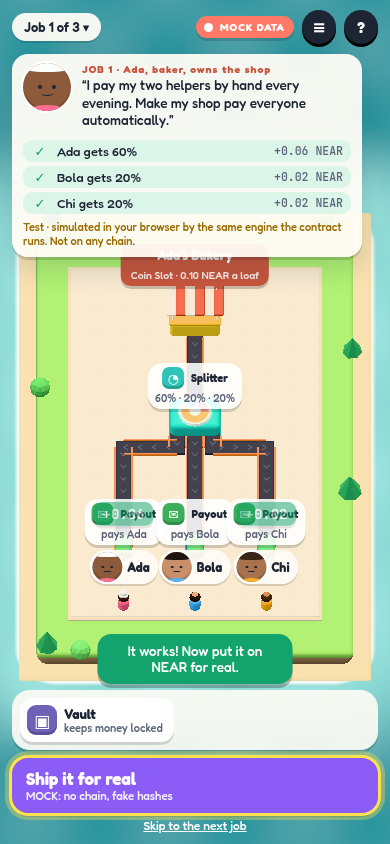 Job 1 of 3 ▾
MOCK DATA
?
JOB 1 · Ada, baker, owns the shop
“I pay my two helpers by hand every
evening. Make my shop pay everyone
automatically.”
✓ Ada gets 60% +0.06 NEAR
✓ Bola gets 20% +0.02 NEAR
✓ Chi gets 20% +0.02 NEAR
Test · simulated in your browser by the same engine the contract
runs. Not on any chain.
Ada's Bakery
Coin Slot · 0.10 NEAR a loaf
Splitter
60% · 20% · 20%
Payout Payout Payout
pays Ada pays Bola pays Chi
Ada Bola Chi
It works! Now put it on
NEAR for real.
Vault
keeps money locked
Ship it for real
MOCK: no chain, fake hashes
Skip to the next job